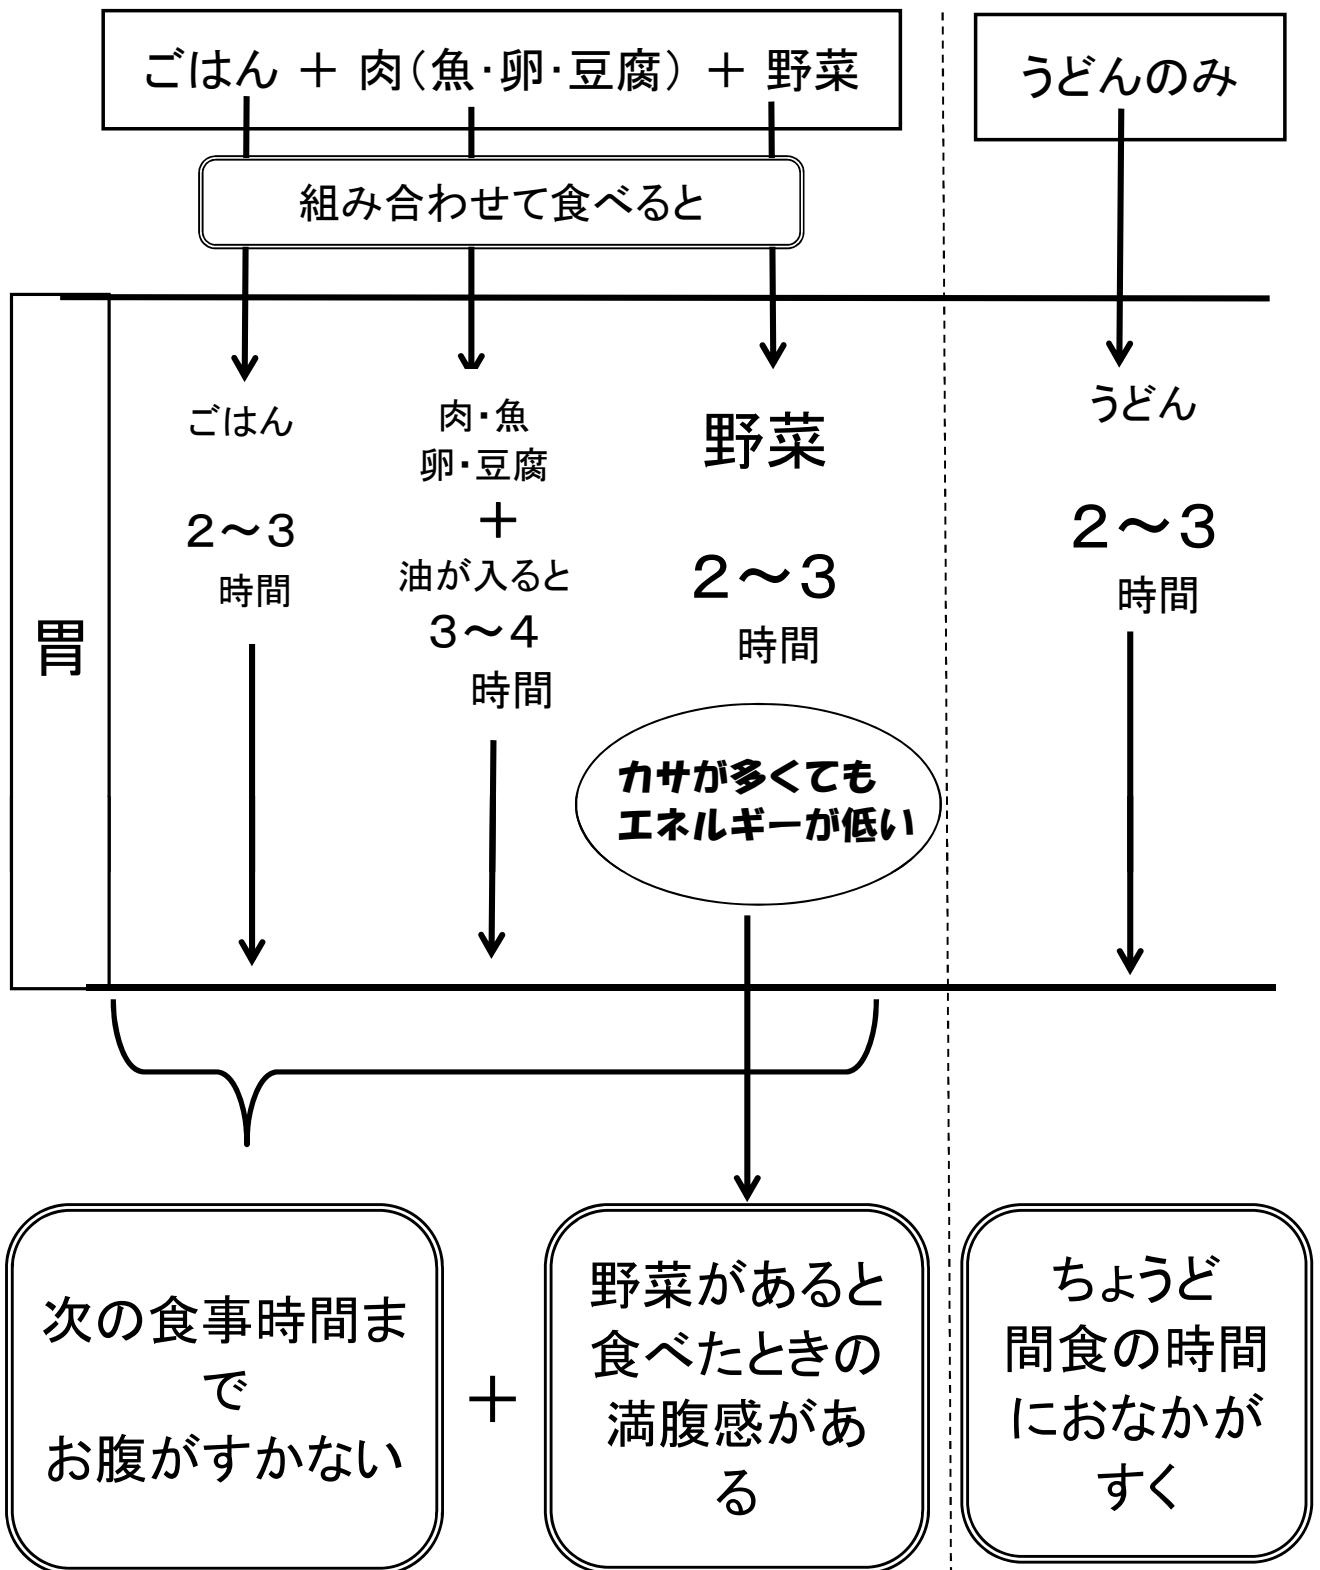 ごはん ＋ 肉（魚・卵・豆腐）＋ 野菜
うどんのみ
組み合わせて食べると
胃
ごはん
２～３
時間
肉・魚
卵・豆腐
＋
油が入ると
３～４
時間
野菜
２～３
時間
カサが多くても
エネルギーが低い
うどん
２～３
時間
次の食事時間ま
で
お腹がすかない
＋
野菜があると
食べたときの
満腹感があ
る
ちょうど
間食の時間
におなかが
すく